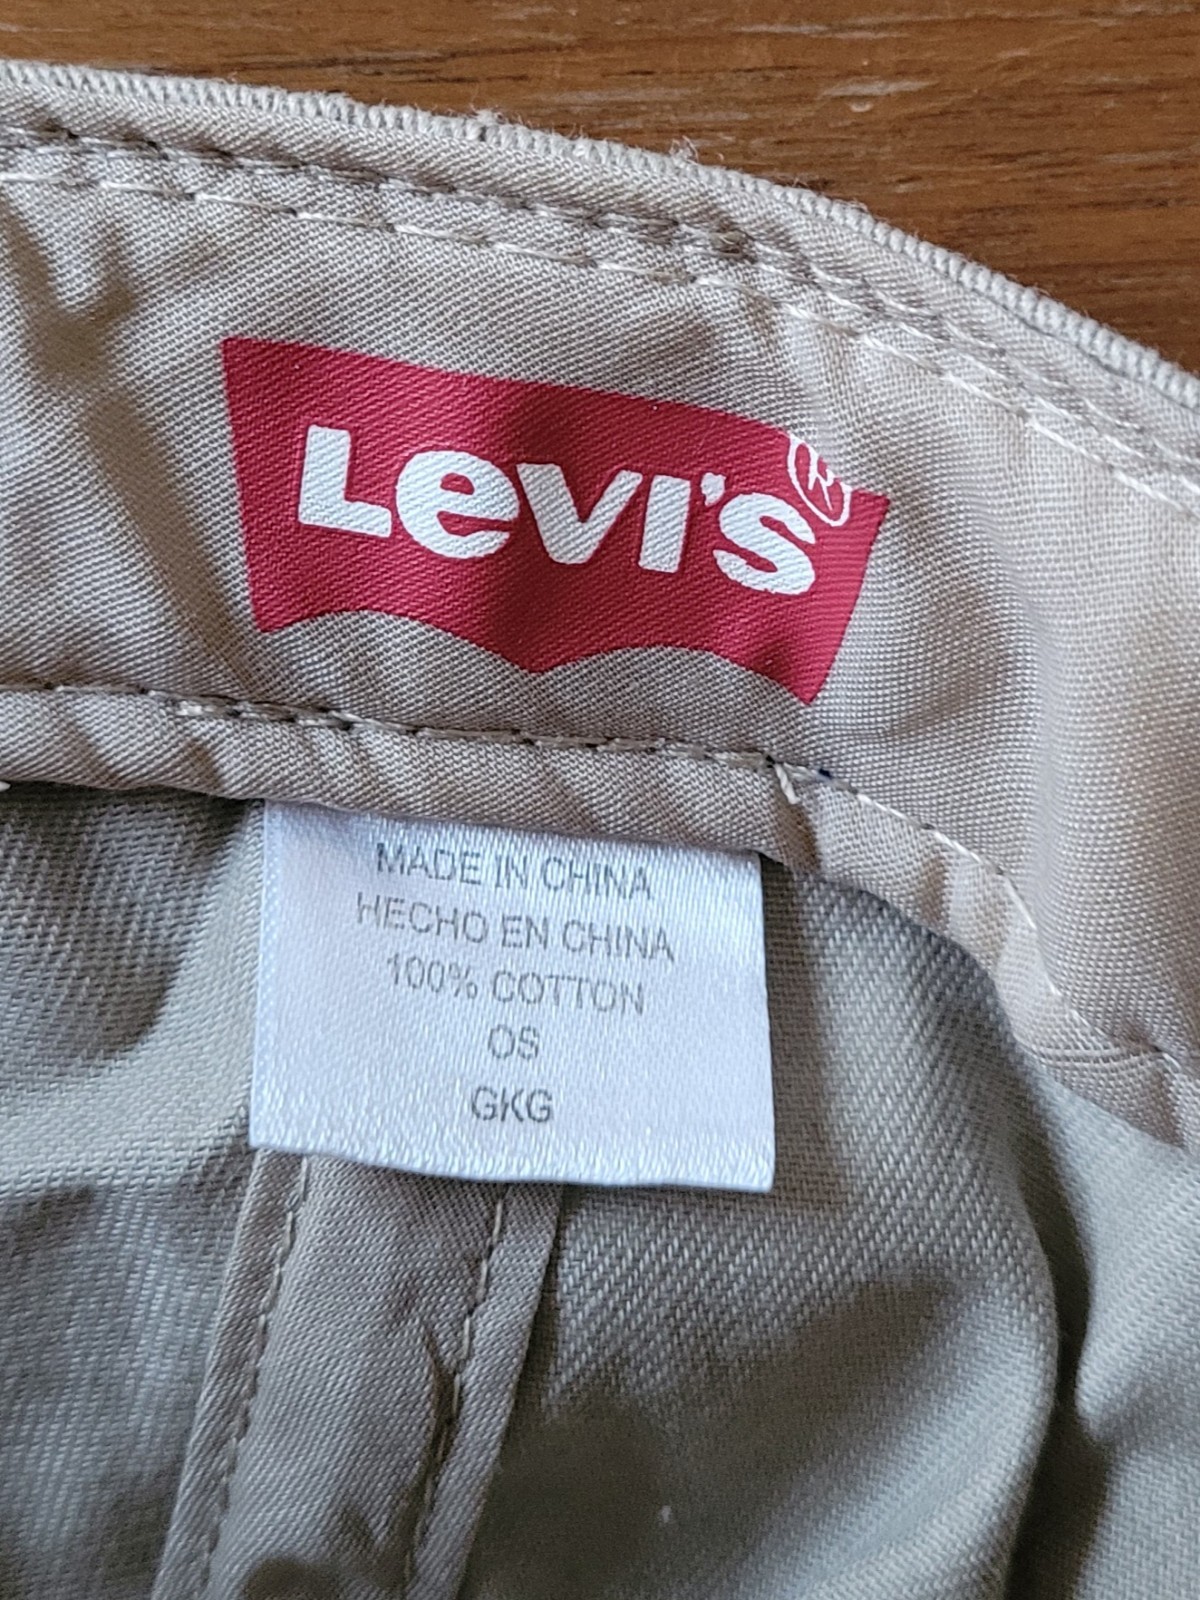 Levi's®
MADE IN CHINA
HECHO EN CHINA
100% COTTON
OS
GKG